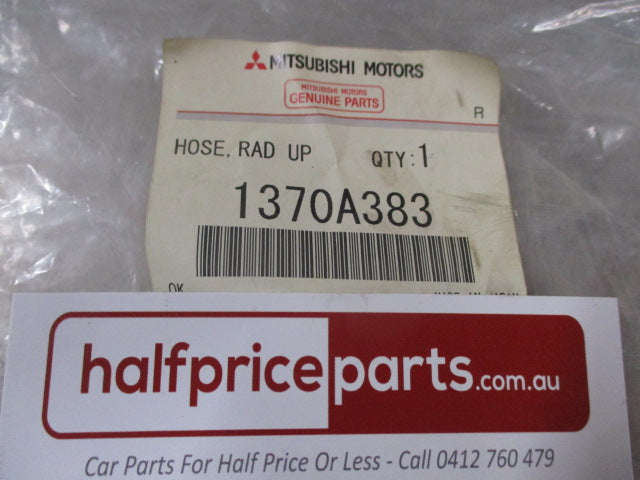 MITSUBISHI MOTORS
MITSUBISHI MOTORS
GENUINE PARTS
R
HOSE, RAD UP QTY:1
1370A383
OK
halfpriceparts.com.au
Car Parts For Half Price Or Less - Call 0412 760 479